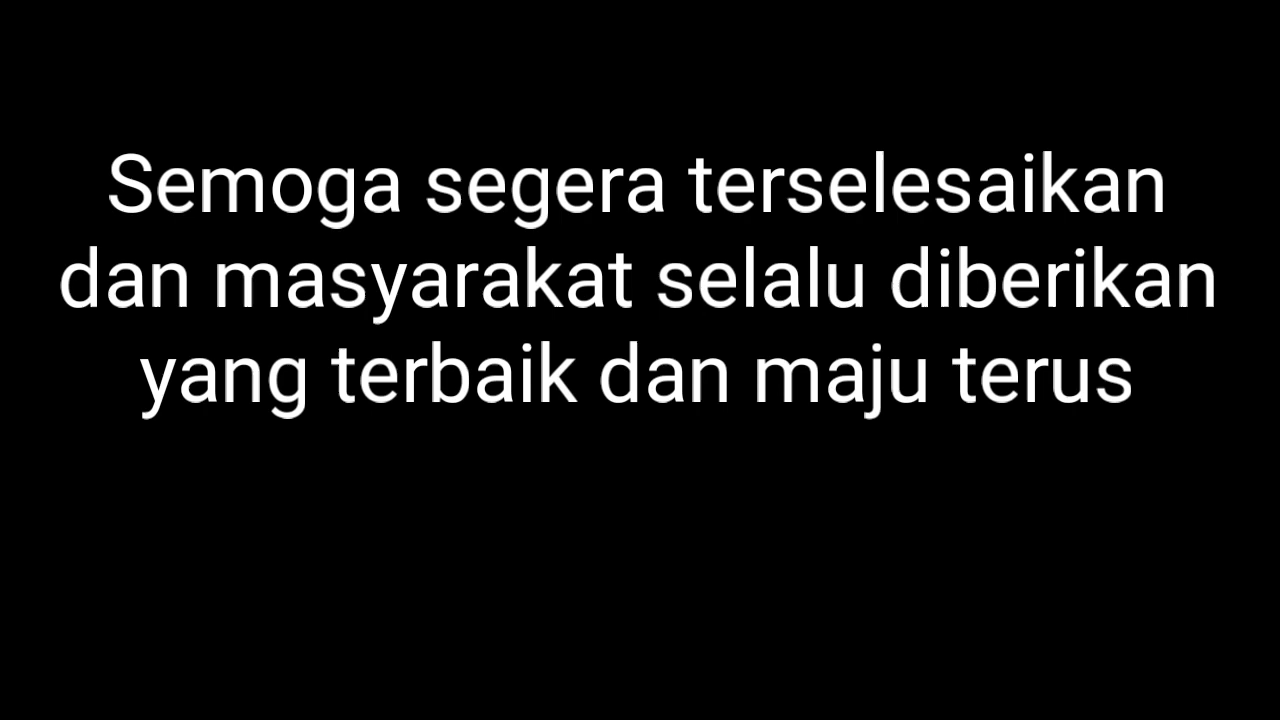 Semoga segera terselesaikan
dan masyarakat selalu diberikan
yang terbaik dan maju terus